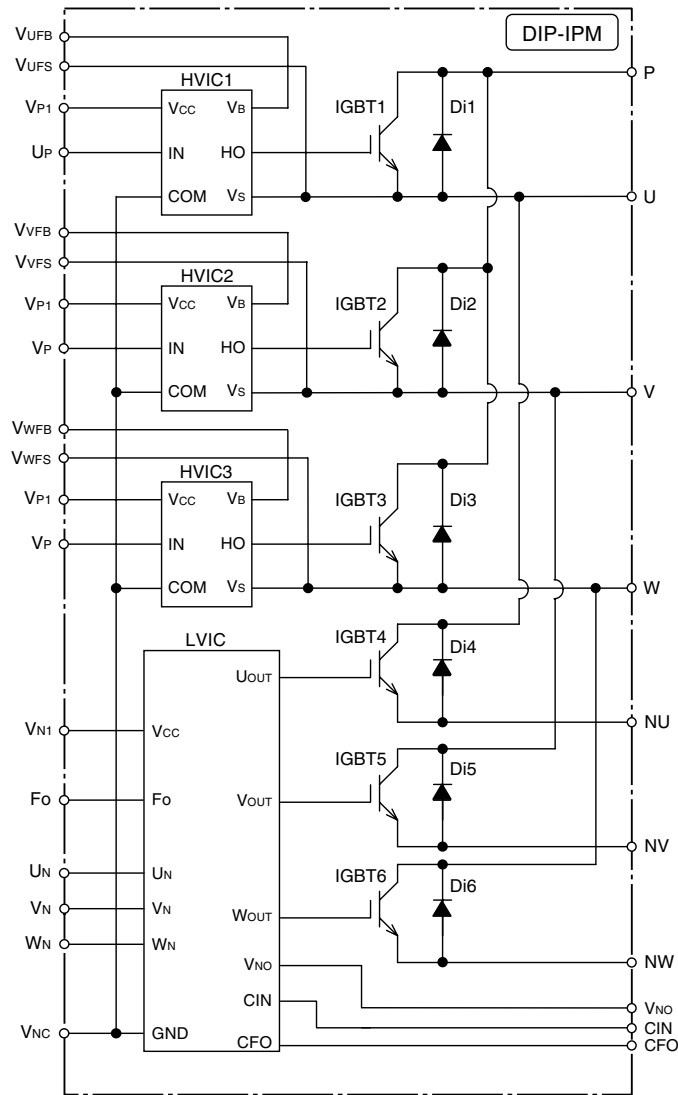 DIP-IPM
VUFB
VUFS
HVIC1
VP1
VCC
VB
IGBT1
Di1
P
UP
IN
HO
COM
VS
U
VVFB
VVFS
HVIC2
VP1
VCC
VB
IGBT2
Di2
VP
IN
HO
COM
VS
V
VWFB
VWFS
HVIC3
VP1
VCC
VB
IGBT3
Di3
VP
IN
HO
COM
VS
W
LVIC
IGBT4
Di4
UOUT
NU
VN1
VCC
IGBT5
Di5
Fo
Fo
VOUT
NV
UN
UN
IGBT6
Di6
VN
VN
WOUT
WN
WN
NW
VNO
VNO
CIN
CIN
VNC
GND
CFO
CFO